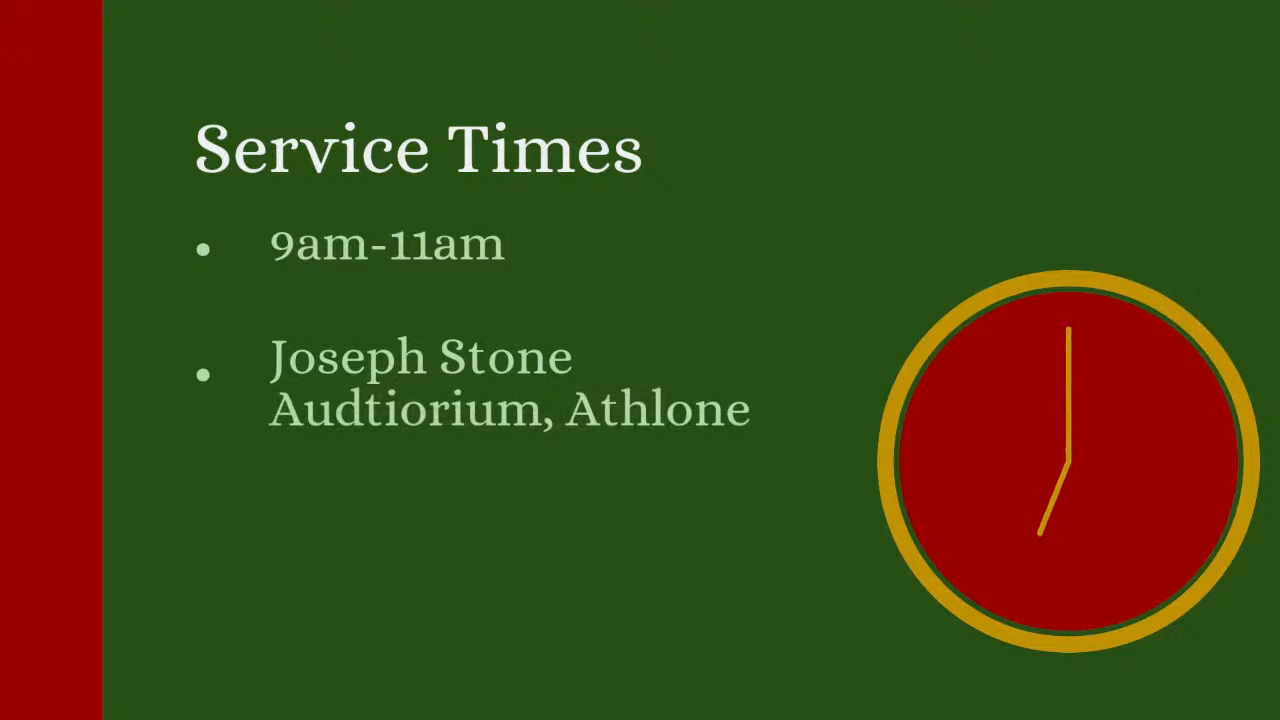 Service Times
• 9am-11am
• Joseph Stone
Audtiorium, Athlone